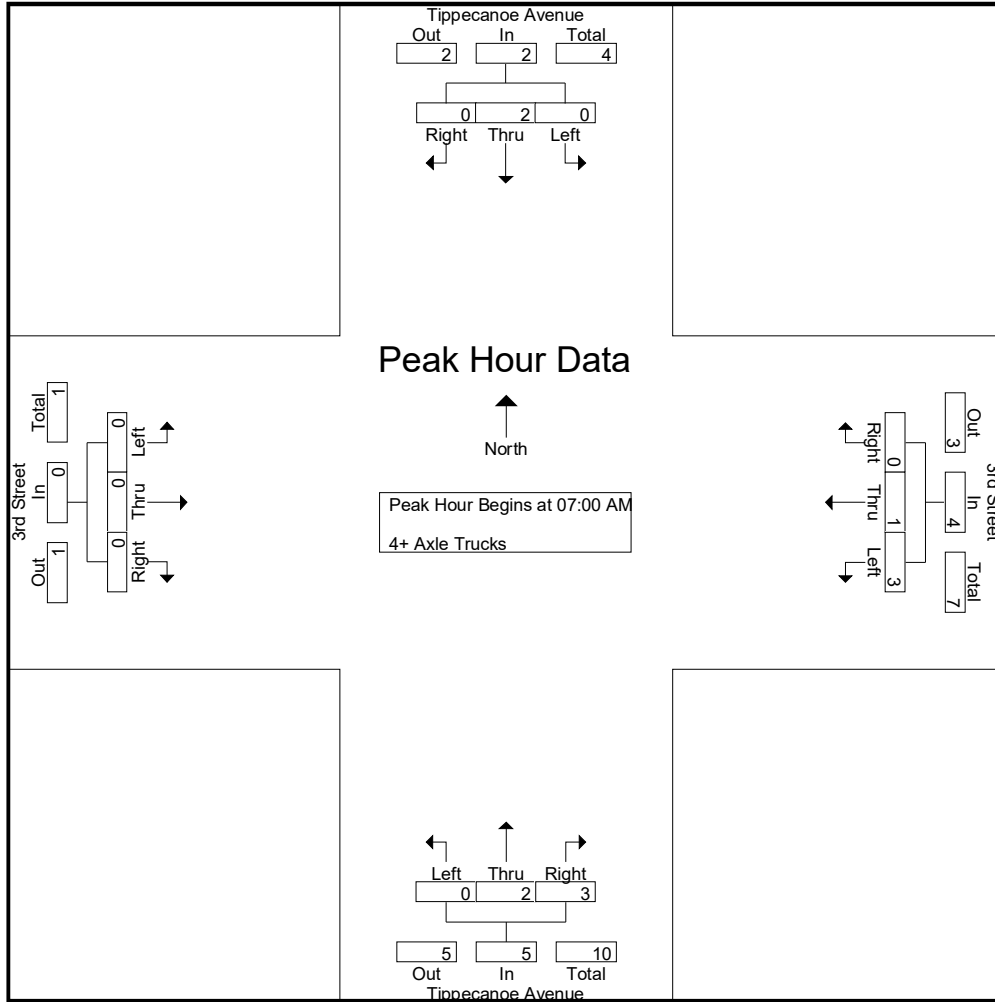 Tippecanoe Avenue
Out In Total
2 2 4
0 2 0
Right Thru Left
Peak Hour Data
North
Peak Hour Begins at 07:00 AM
4+ Axle Trucks
3rd Street
Total In Out
1 0 1
0 0 0
Left Thru Right
Right Thru Left
0 1 3
3 4 7
Out In Total
3rd Street
Left Thru Right
0 2 3
5 5 10
Out In Total
Tippecanoe Avenue